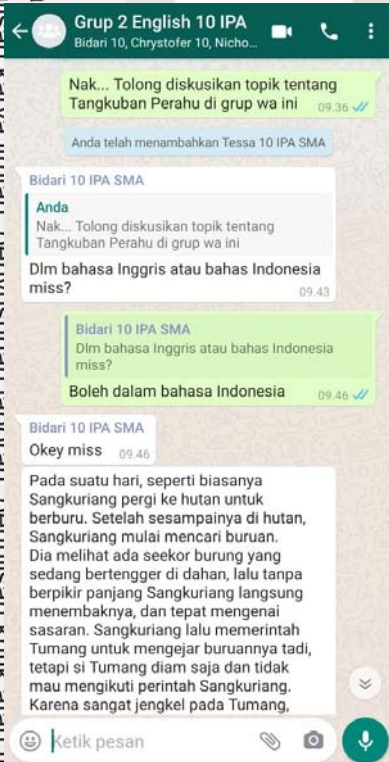 Grup 2 English 10 IPA
Bidari 10, Chrystofer 10, Nicho...
Nak... Tolong diskusikan topik tentang
Tangkuban Perahu di grup wa ini 09.36
Anda telah menambahkan Tessa 10 IPA SMA
Bidari 10 IPA SMA
Anda
Nak... Tolong diskusikan topik tentang
Tangkuban Perahu di grup wa ini
Dlm bahasa Inggris atau bahas Indonesia
miss?
09.43
Bidari 10 IPA SMA
Dlm bahasa Inggris atau bahas Indonesia
miss?
Boleh dalam bahasa Indonesia 09.46
Bidari 10 IPA SMA
Okey miss 09.46
Pada suatu hari, seperti biasanya
Sangkuriang pergi ke hutan untuk
berburu. Setelah sesampainya di hutan,
Sangkuriang mulai mencari buruan.
Dia melihat ada seekor burung yang
sedang bertengger di dahan, lalu tanpa
berpikir panjang Sangkuriang langsung
menembaknya, dan tepat mengenai
sasaran. Sangkuriang lalu memerintah
Tumang untuk mengejar buruannya tadi,
tetapi si Tumang diam saja dan tidak
mau mengikuti perintah Sangkuriang.
Karena sangat jengkel pada Tumang,
Ketik pesan